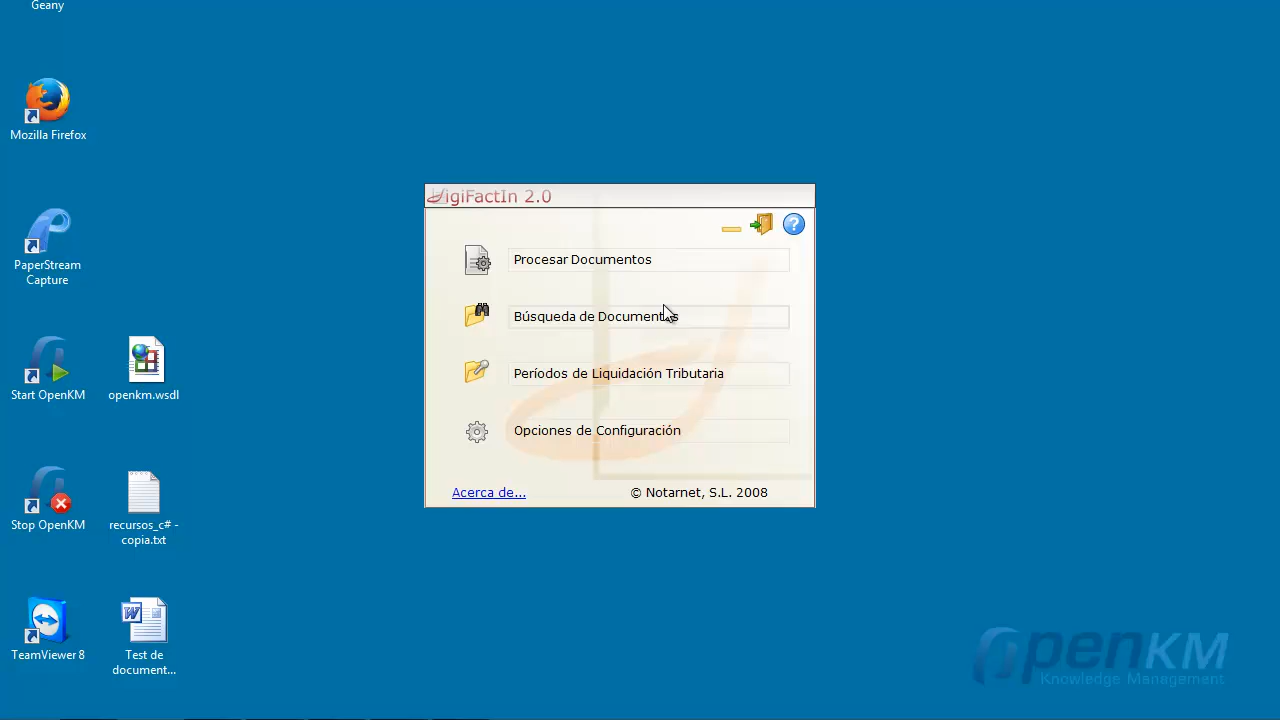 Geany
Mozilla Firefox
PaperStream
Capture
Start OpenKM
openkm.wsdl
Stop OpenKM
recursos_c# -
copia.txt
TeamViewer 8
Test de
document...
DigiFactIn 2.0
Procesar Documentos
Búsqueda de Documentos
Períodos de Liquidación Tributaria
Opciones de Configuración
Acerca de...
© Notarnet, S.L. 2008
OpenKM
Knowledge Management